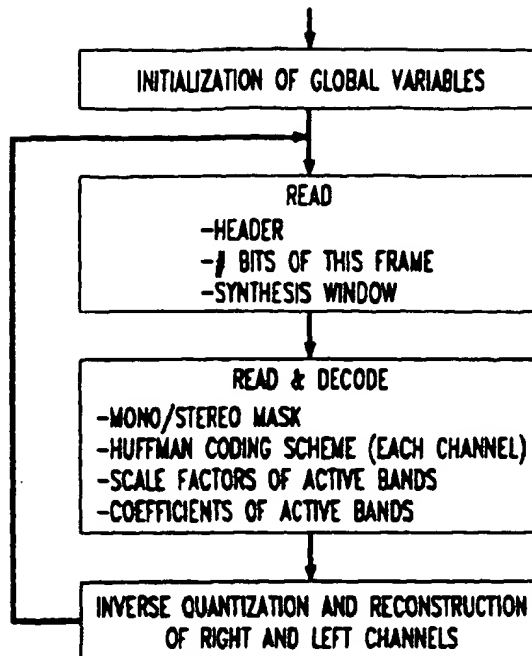 INITIALIZATION OF GLOBAL VARIABLES
READ
-HEADER
-# BITS OF THIS FRAME
-SYNTHESIS WINDOW
READ & DECODE
-MONO/STEREO MASK
-HUFFMAN CODING SCHEME (EACH CHANNEL)
-SCALE FACTORS OF ACTIVE BANDS
-COEFFICIENTS OF ACTIVE BANDS
INVERSE QUANTIZATION AND RECONSTRUCTION
OF RIGHT AND LEFT CHANNELS